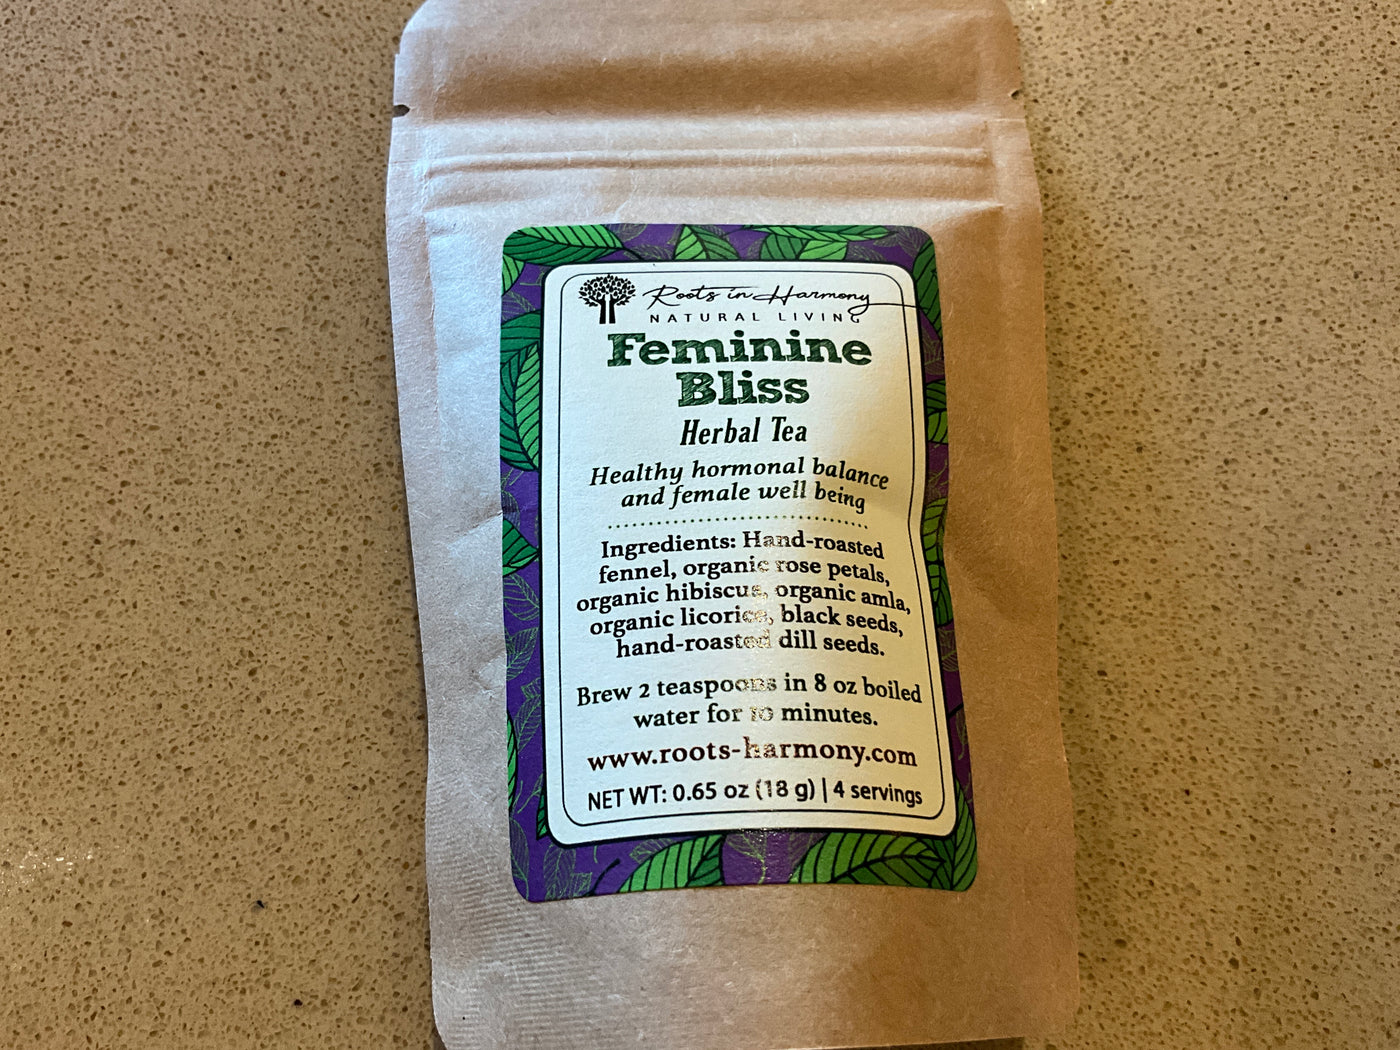 Roots in Harmony
NATURAL LIVING
Feminine
Bliss
Herbal Tea
Healthy hormonal balance
and female well being
Ingredients: Hand-roasted
fennel, organic rose petals,
organic hibiscus, organic amla,
organic licorice, black seeds,
hand-roasted dill seeds.
Brew 2 teaspoons in 8 oz boiled
water for 10 minutes.
www.roots-harmony.com
NET WT: 0.65 oz (18 g) | 4 servings